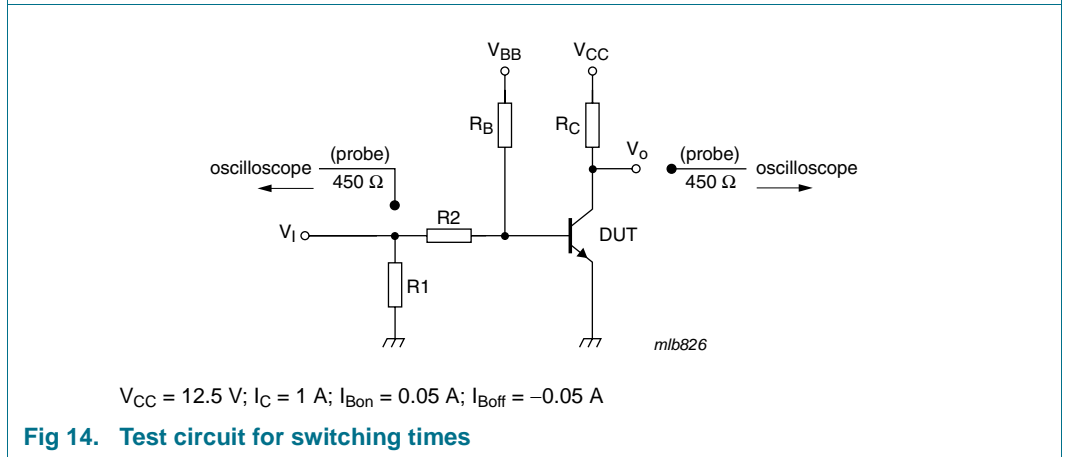 VBB VCC
RB RC
Vo
oscilloscope (probe) 450 Ω
(probe) 450 Ω oscilloscope
R2
VI
DUT
R1
mlb826
VCC = 12.5 V; IC = 1 A; IBon = 0.05 A; IBoff = −0.05 A
Fig 14. Test circuit for switching times